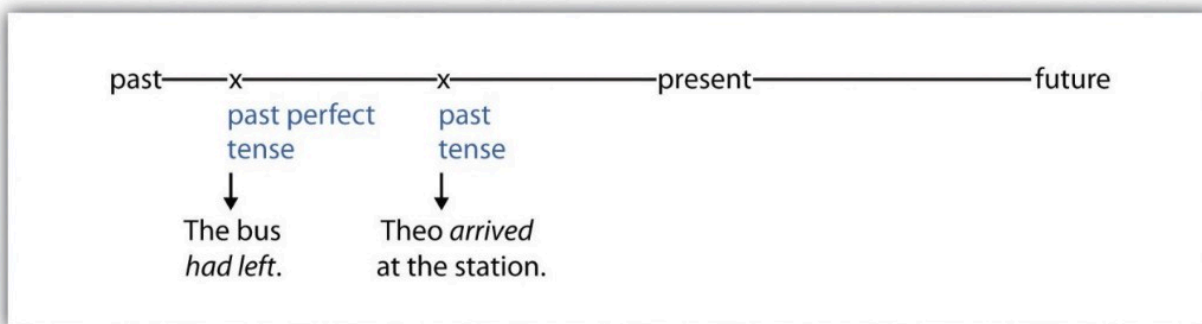 past x x present future
past perfect past
tense tense
The bus Theo arrived
had left. at the station.